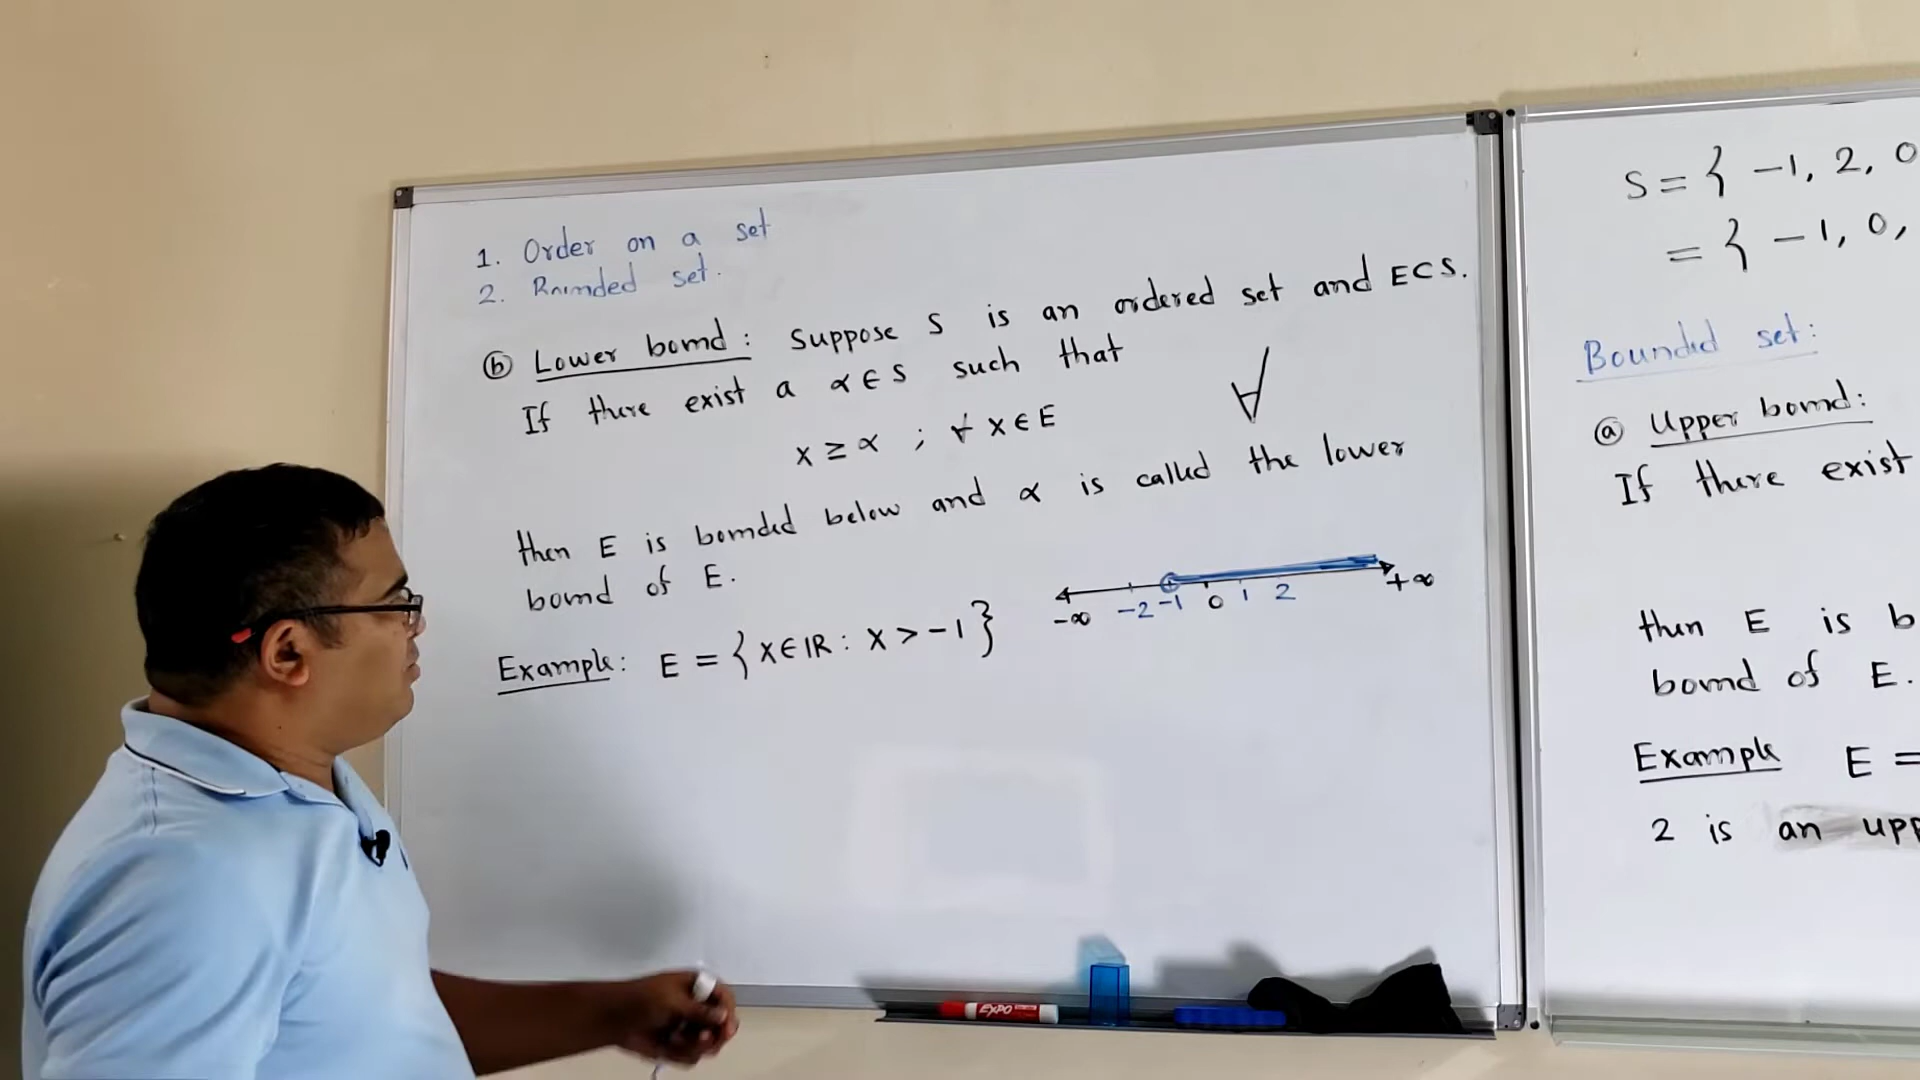 1. Order on a set
2. Bounded set.
ⓑ Lower bound: Suppose S is an ordered set and E⊂S.
If there exist a α∈S such that
x ≥ α ; ∀ x∈E
∀
then E is bounded below and α is called the lower
bound of E.
-∞ -2 -1 0 1 2 +∞
Example: E = { x∈IR : x > -1 }
S = { -1, 2, 0
= { -1, 0,
Bounded set:
ⓐ Upper bound:
If there exist
then E is b
bound of E.
Example E =
2 is an upp
EXPO